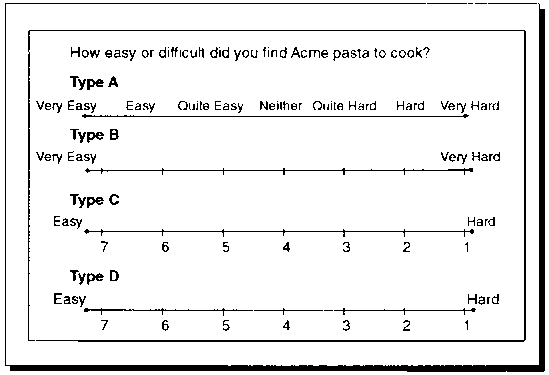 How easy or difficult did you find Acme pasta to cook?
Type A
Very Easy Easy Quite Easy Neither Quite Hard Hard Very Hard
Type B
Very Easy Very Hard
Type C
Easy Hard
7 6 5 4 3 2 1
Type D
Easy Hard
7 6 5 4 3 2 1